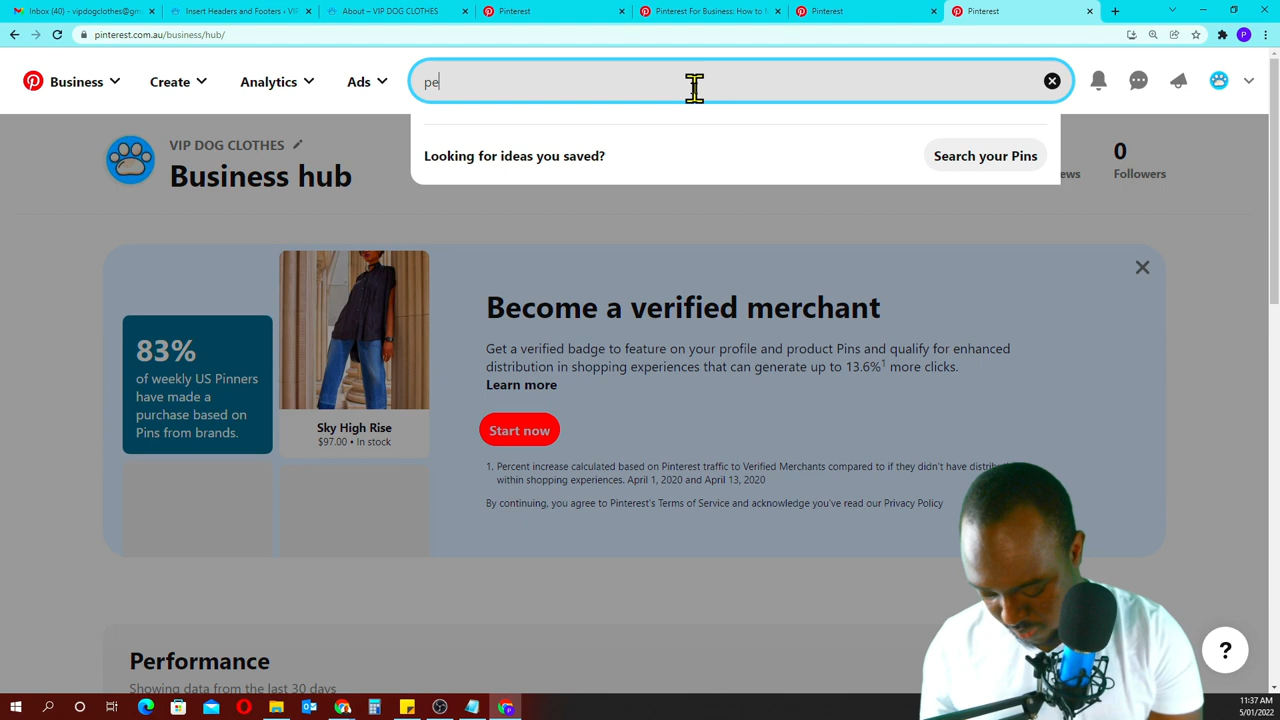 Inbox (40) - vipdogclothes@gm
Insert Headers and Footers ‹ VIP
About – VIP DOG CLOTHES
Pinterest
Pinterest For Business: How to
Pinterest
Pinterest
pinterest.com.au/business/hub/
P
Business
Create
Analytics
Ads
pe
Looking for ideas you saved?
Search your Pins
VIP DOG CLOTHES
Business hub
ews
0
Followers
83%
of weekly US Pinners
have made a
purchase based on
Pins from brands.
Sky High Rise
$97.00 • In stock
Become a verified merchant
Get a verified badge to feature on your profile and product Pins and qualify for enhanced
distribution in shopping experiences that can generate up to 13.6%¹ more clicks.
Learn more
Start now
1. Percent increase calculated based on Pinterest traffic to Verified Merchants compared to if they didn't have distrib
within shopping experiences. April 1, 2020 and April 13, 2020
By continuing, you agree to Pinterest's Terms of Service and acknowledge you've read our Privacy Policy
Performance
Showing data from the last 30 days
?
11:37 AM
5/01/2022